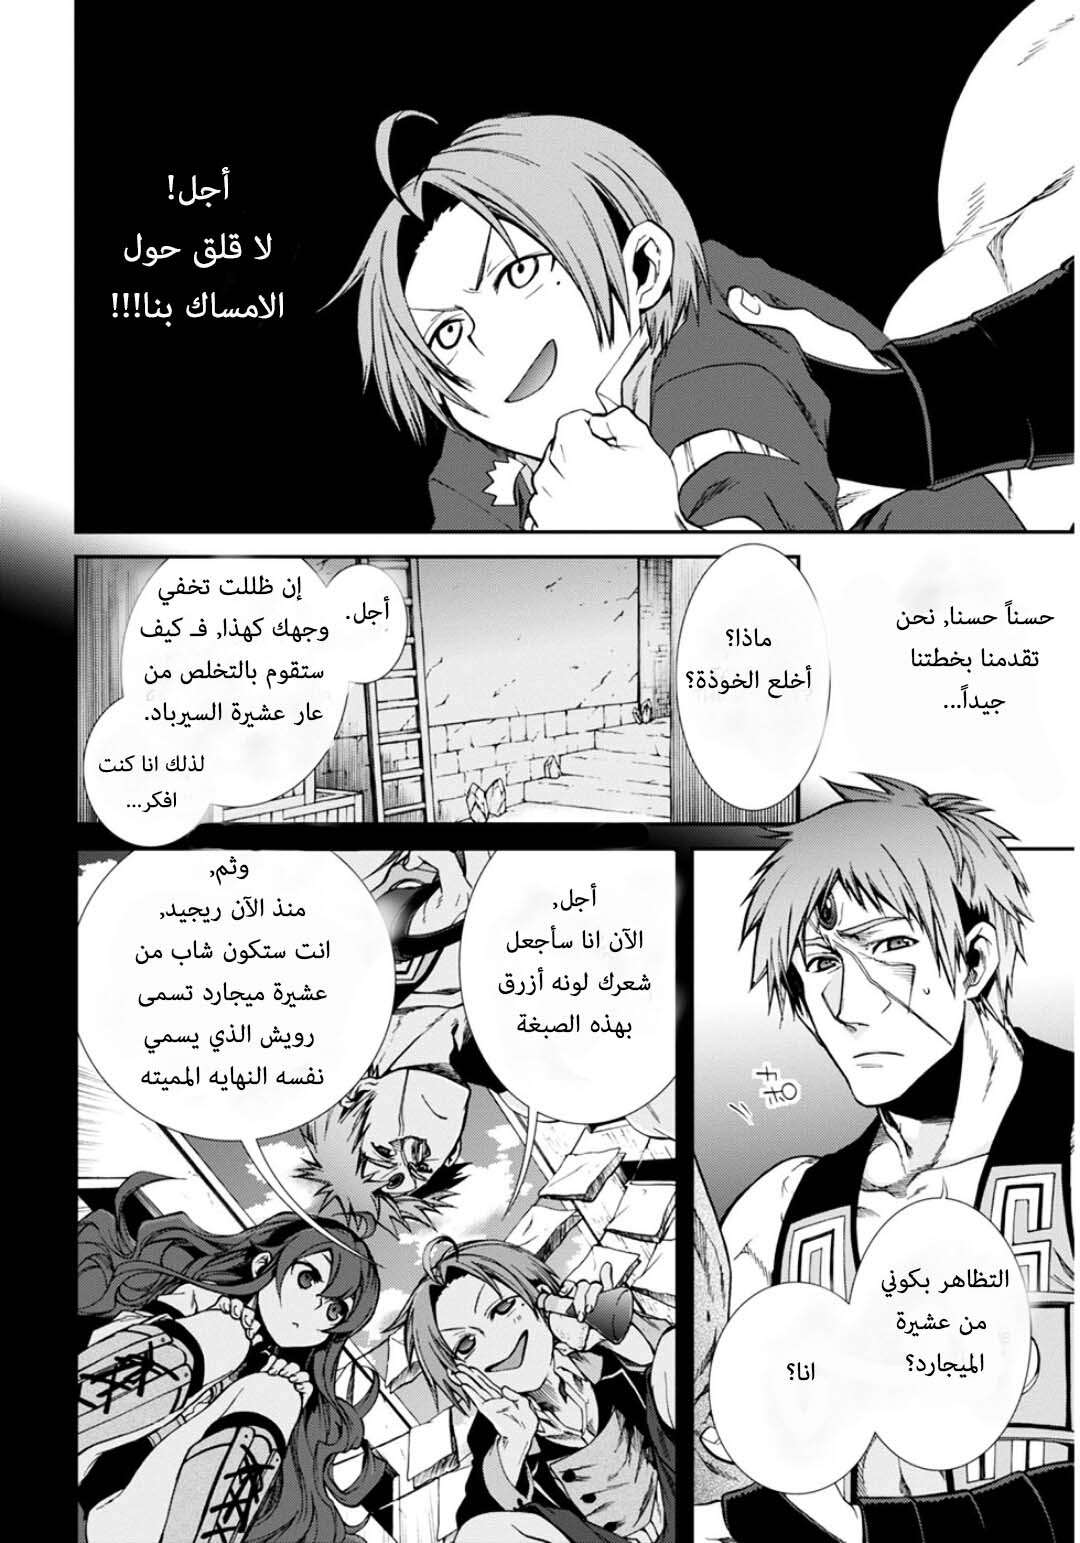 أجل!
لا قلق حول
الامساك بنا!!!
حسناً حسنا, نحن
تقدمنا بخطتنا
جيداً...
ماذا؟
أخلع الخوذة؟
أجل.
إن ظللت تخفي
وجهك كهذا, فـ كيف
ستقوم بالتخلص من
عار عشيرة السيرباد.
لذلك انا كنت
افكر...
التظاهر بكوني
من عشيرة
الميجارد؟
انا؟
أجل,
الآن انا سأجعل
شعرك لونه أزرق
بهذه الصبغة
وثم,
منذ الآن ريجيد,
انت ستكون شاب من
عشيرة ميجارد تسمى
رويش الذي يسمي
نفسه النهايه المميته